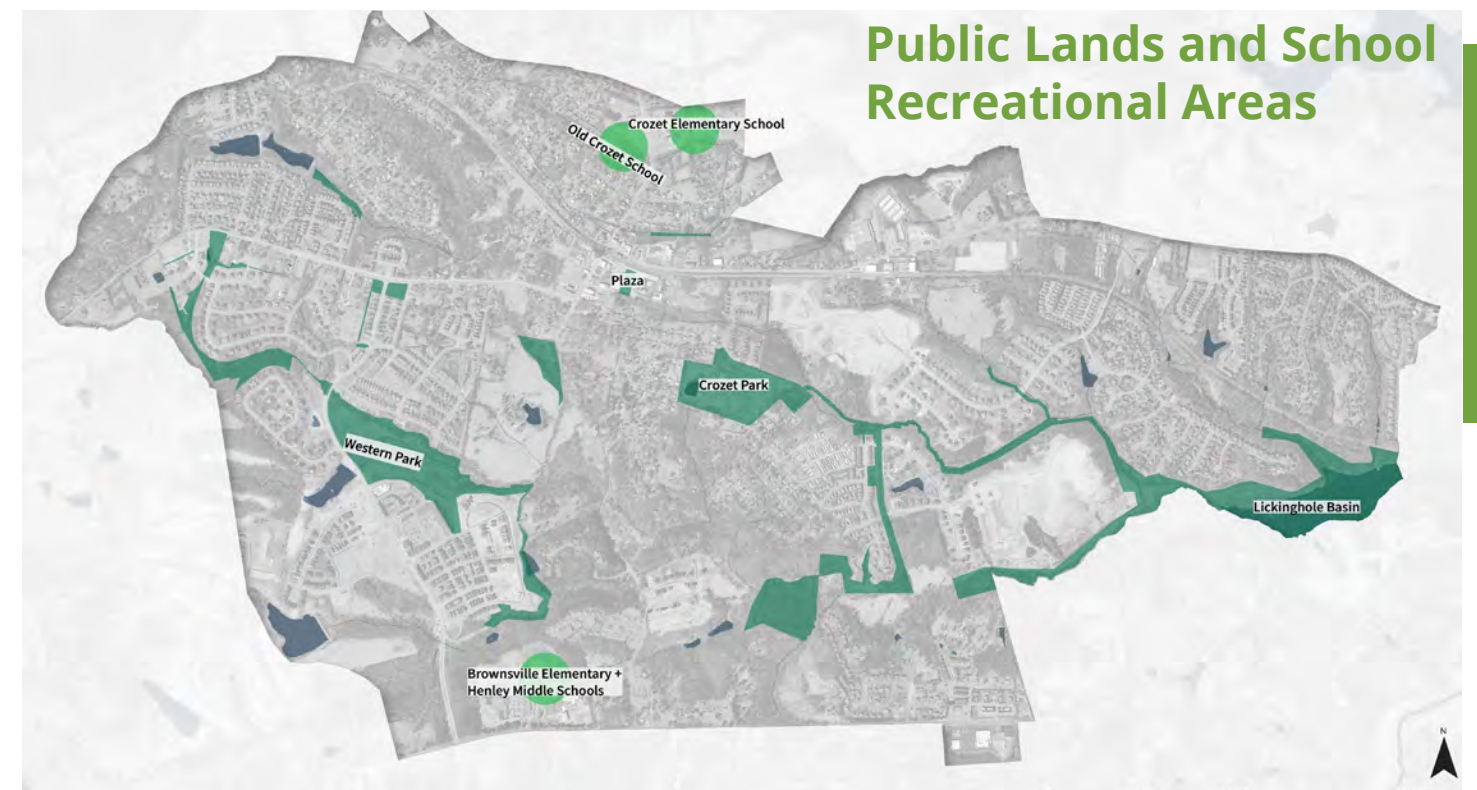 Public Lands and School
Recreational Areas
Crozet Elementary School
Old Crozet School
Plaza
Crozet Park
Western Park
Lickinghole Basin
Brownsville Elementary +
Henley Middle Schools
N